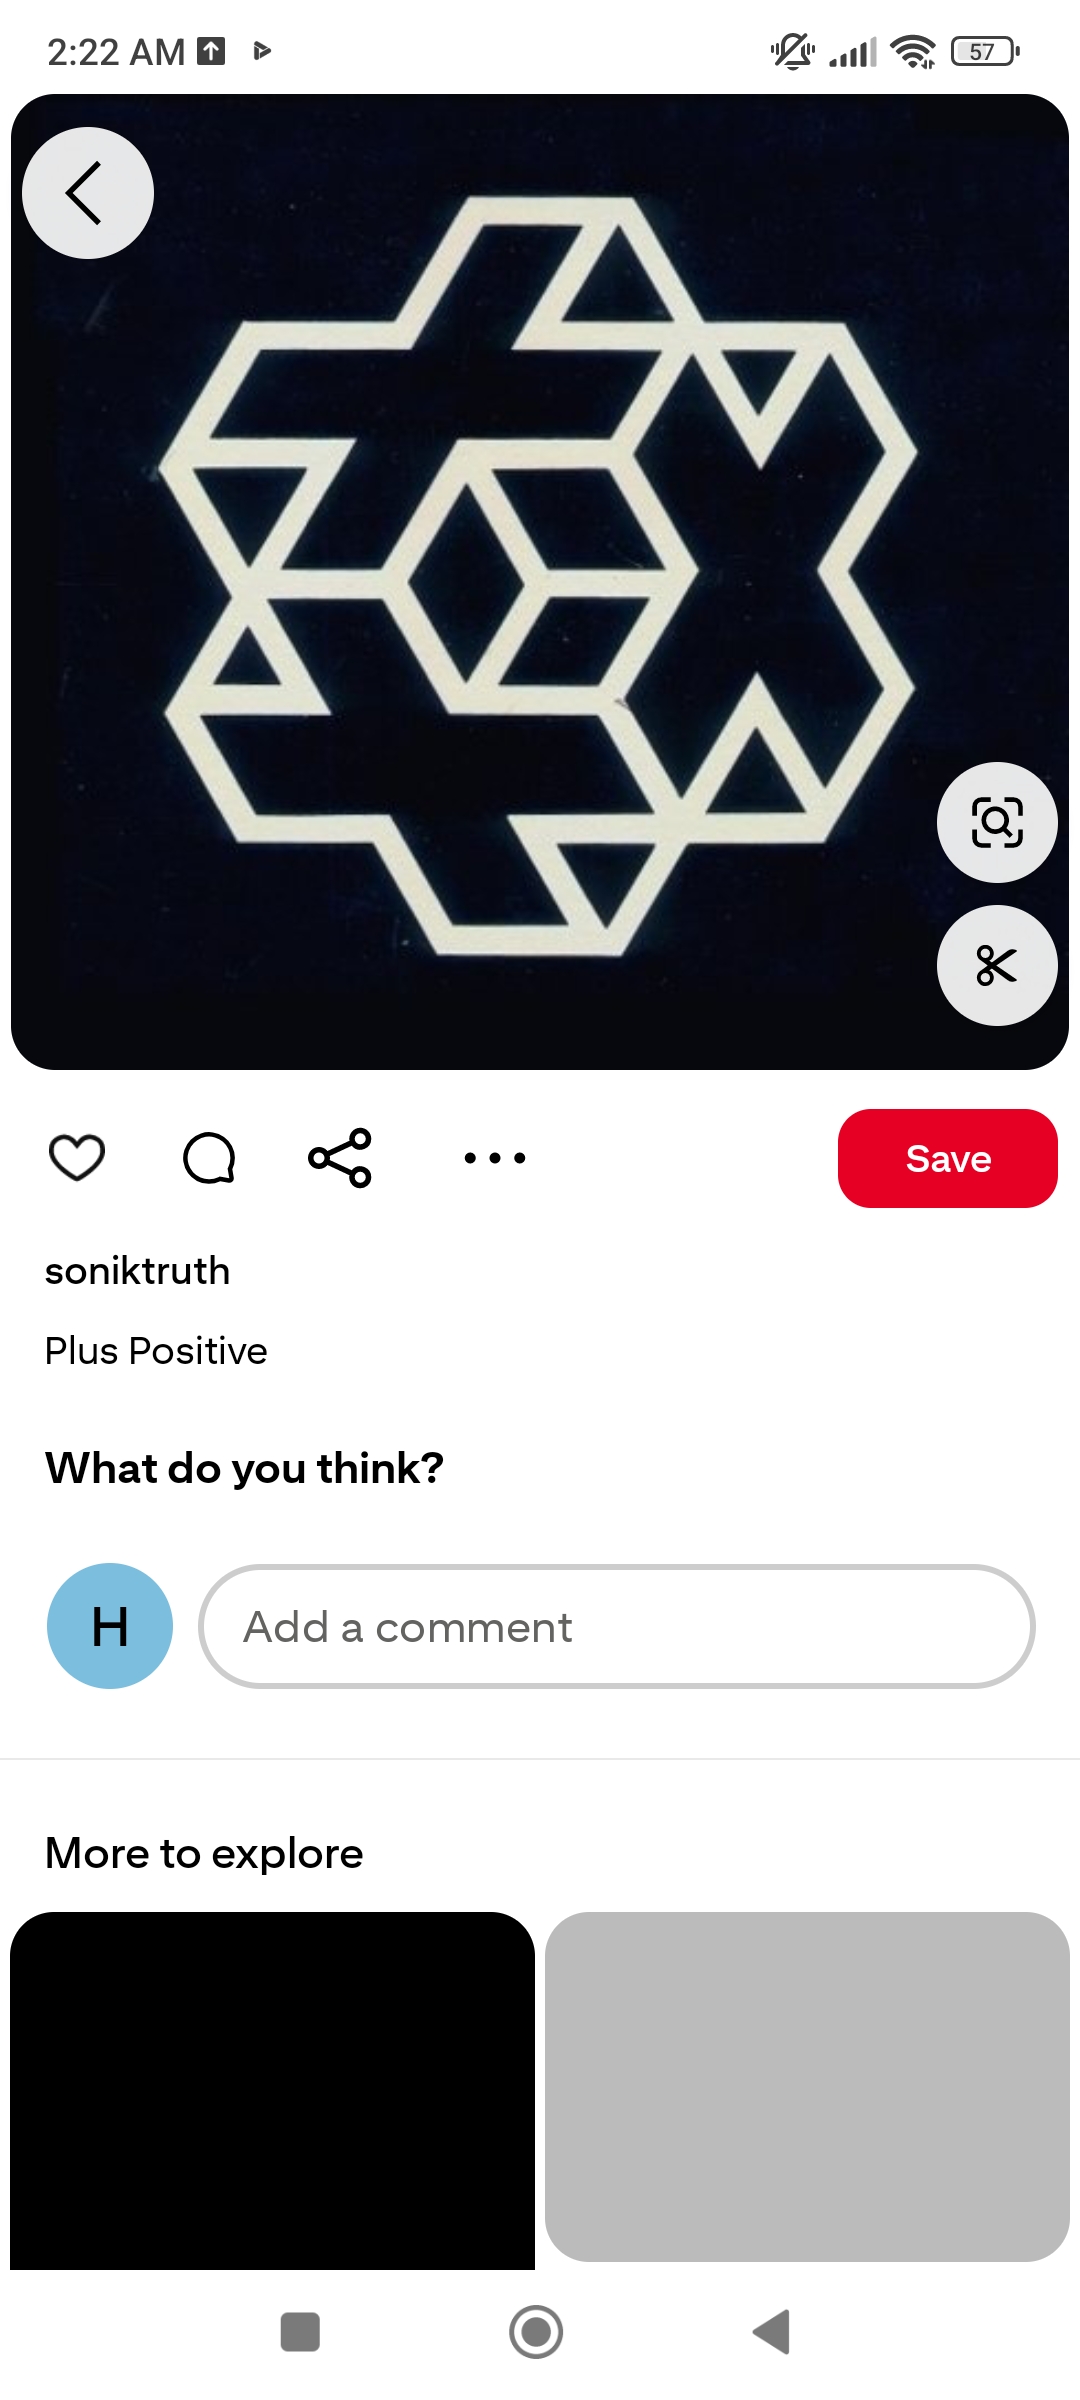 2:22 AM
57
Save
soniktruth
Plus Positive
What do you think?
H
Add a comment
More to explore